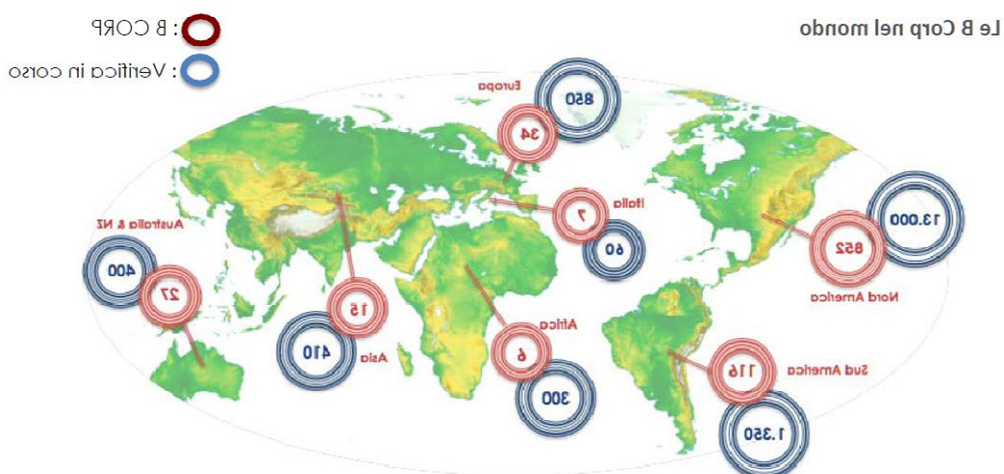 Le B Corp nel mondo
: B CORP
: Verifica in corso
Europa
850
34
Italia
7
60
13.000
852
Nord America
Australia & NZ
400
27
15
410
Asia
Africa
6
300
Sud America
116
1.350